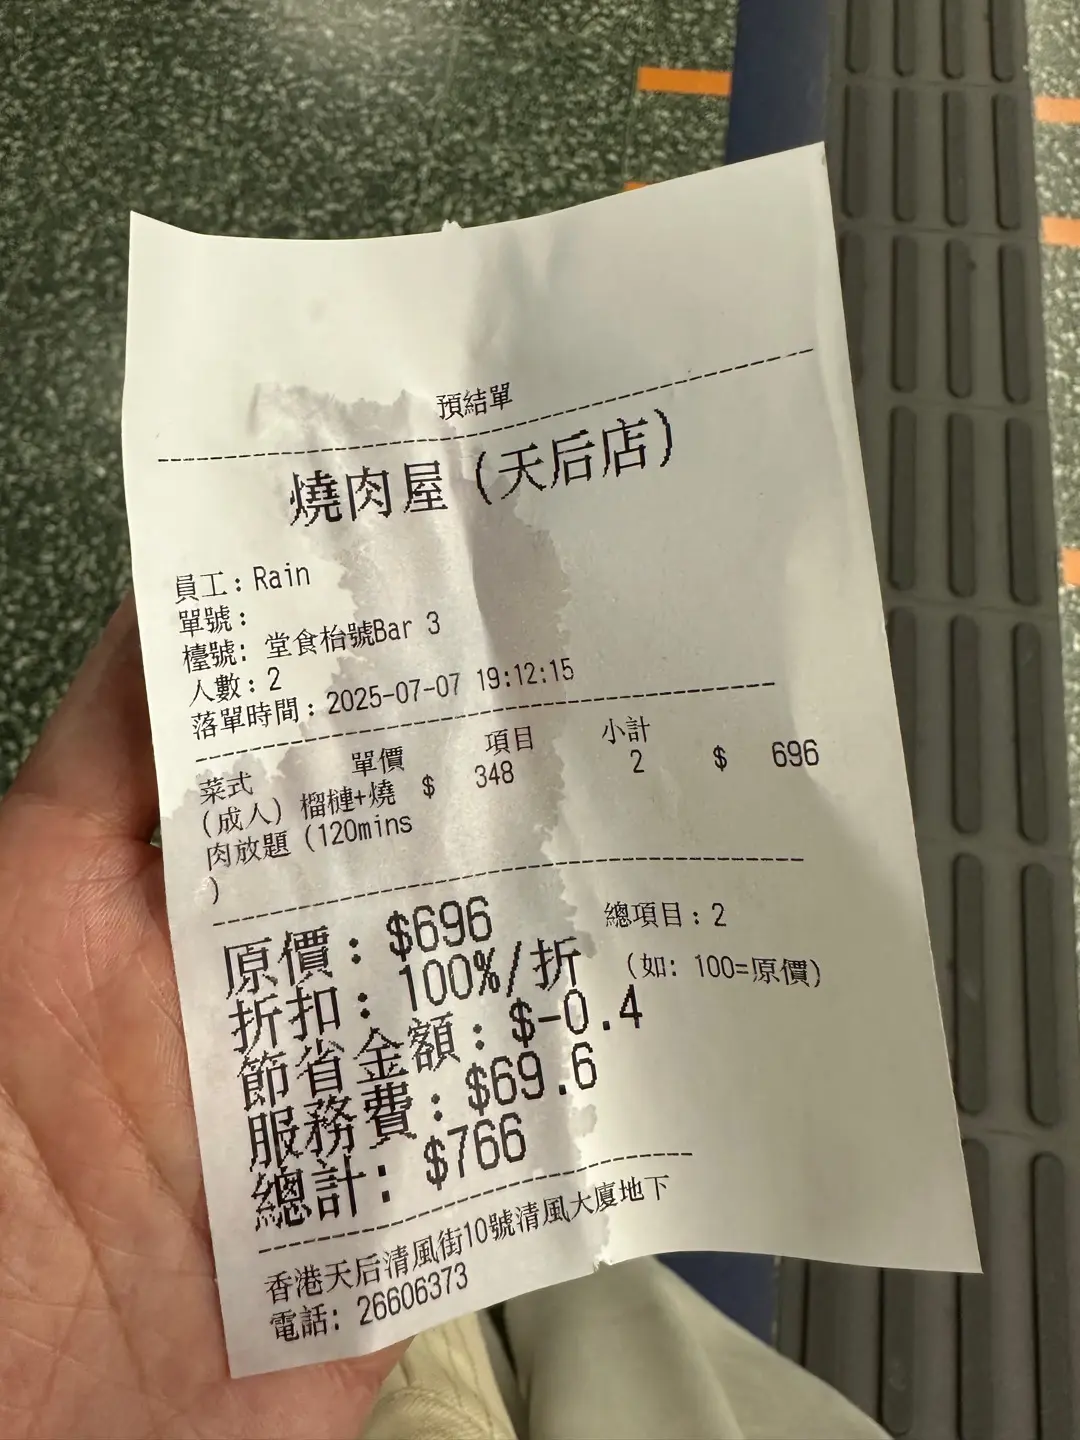 預結單
燒肉屋(天后店)
員工:Rain
單號:
檯號: 堂食枱號Bar 3
人數:2
落單時間:2025-07-07 19:12:15
菜式 單價 項目 小計
(成人) 榴槤+燒 $ 348 2 $ 696
肉放題 (120mins
)
原價:$696 總項目:2
折扣:100%/折 (如: 100=原價)
節省金額:$-0.4
服務費:$69.6
總計:$766
香港天后清風街10號清風大廈地下
電話: 26606373